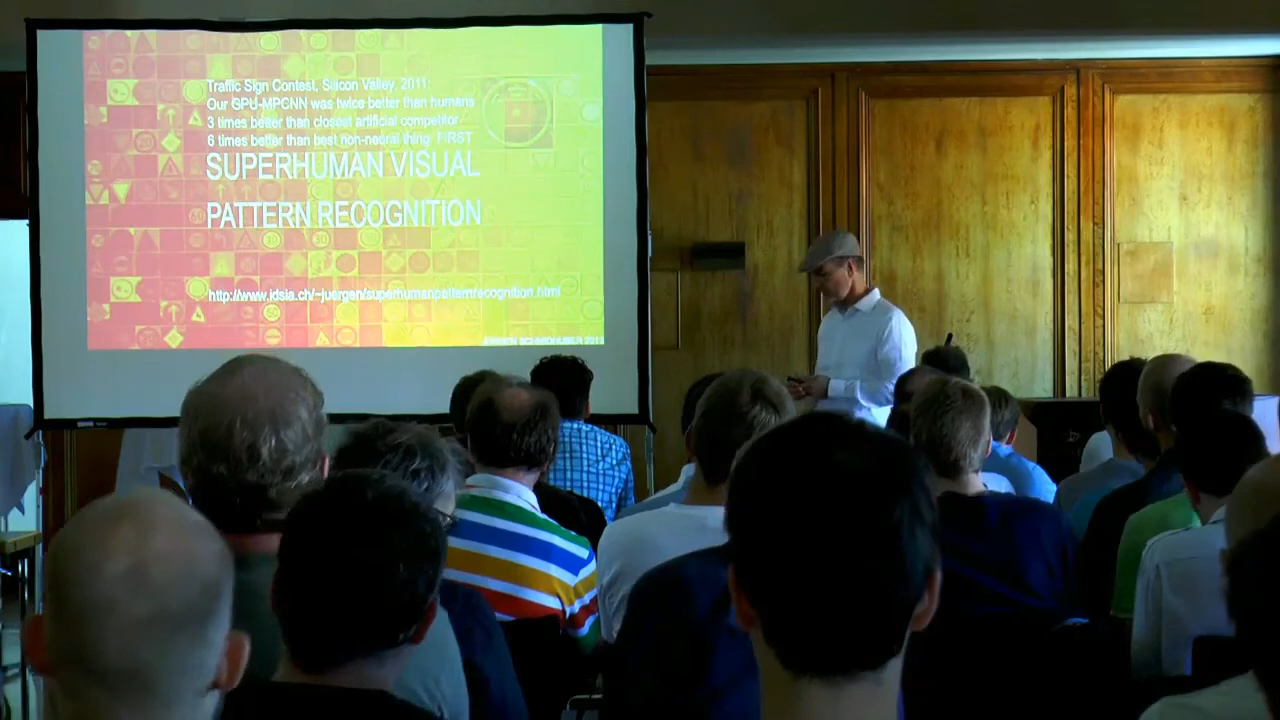 Traffic Sign Contest, Silicon Valley, 2011:
Our GPU-MPCNN was twice better than humans
3 times better than closest artificial competitor
6 times better than best non-neural thing. FIRST
SUPERHUMAN VISUAL
PATTERN RECOGNITION
http://www.idsia.ch/~juergen/superhumanpatternrecognition.html